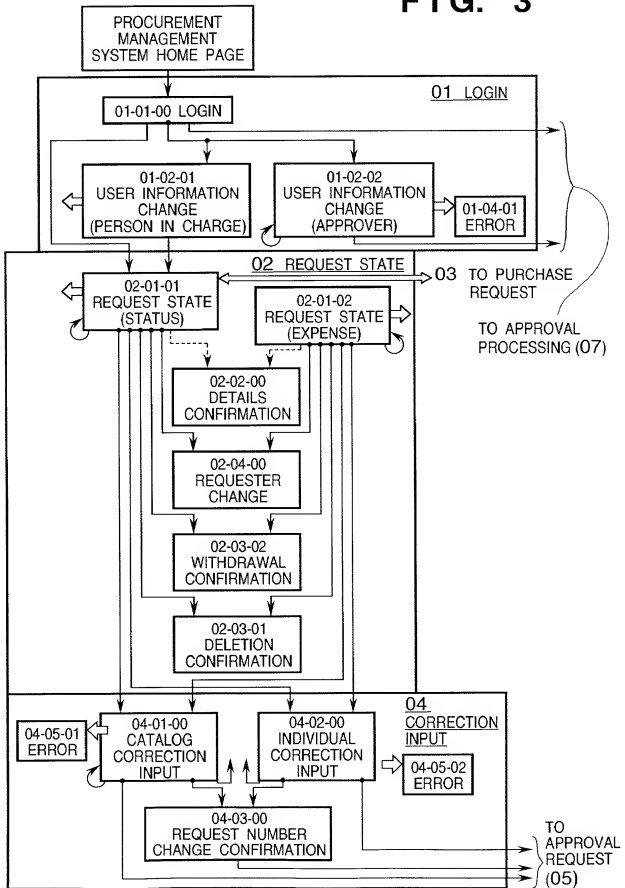 FIG. 3
PROCUREMENT
MANAGEMENT
SYSTEM HOME PAGE
01 LOGIN
01-01-00 LOGIN
01-02-01
USER INFORMATION
CHANGE
(PERSON IN CHARGE)
01-02-02
USER INFORMATION
CHANGE
(APPROVER)
01-04-01
ERROR
02 REQUEST STATE
02-01-01
REQUEST STATE
(STATUS)
02-01-02
REQUEST STATE
(EXPENSE)
03 TO PURCHASE
REQUEST
TO APPROVAL
PROCESSING (07)
02-02-00
DETAILS
CONFIRMATION
02-04-00
REQUESTER
CHANGE
02-03-02
WITHDRAWAL
CONFIRMATION
02-03-01
DELETION
CONFIRMATION
04
CORRECTION
INPUT
04-05-01
ERROR
04-01-00
CATALOG
CORRECTION
INPUT
04-02-00
INDIVIDUAL
CORRECTION
INPUT
04-05-02
ERROR
04-03-00
REQUEST NUMBER
CHANGE CONFIRMATION
TO
APPROVAL
REQUEST
(05)